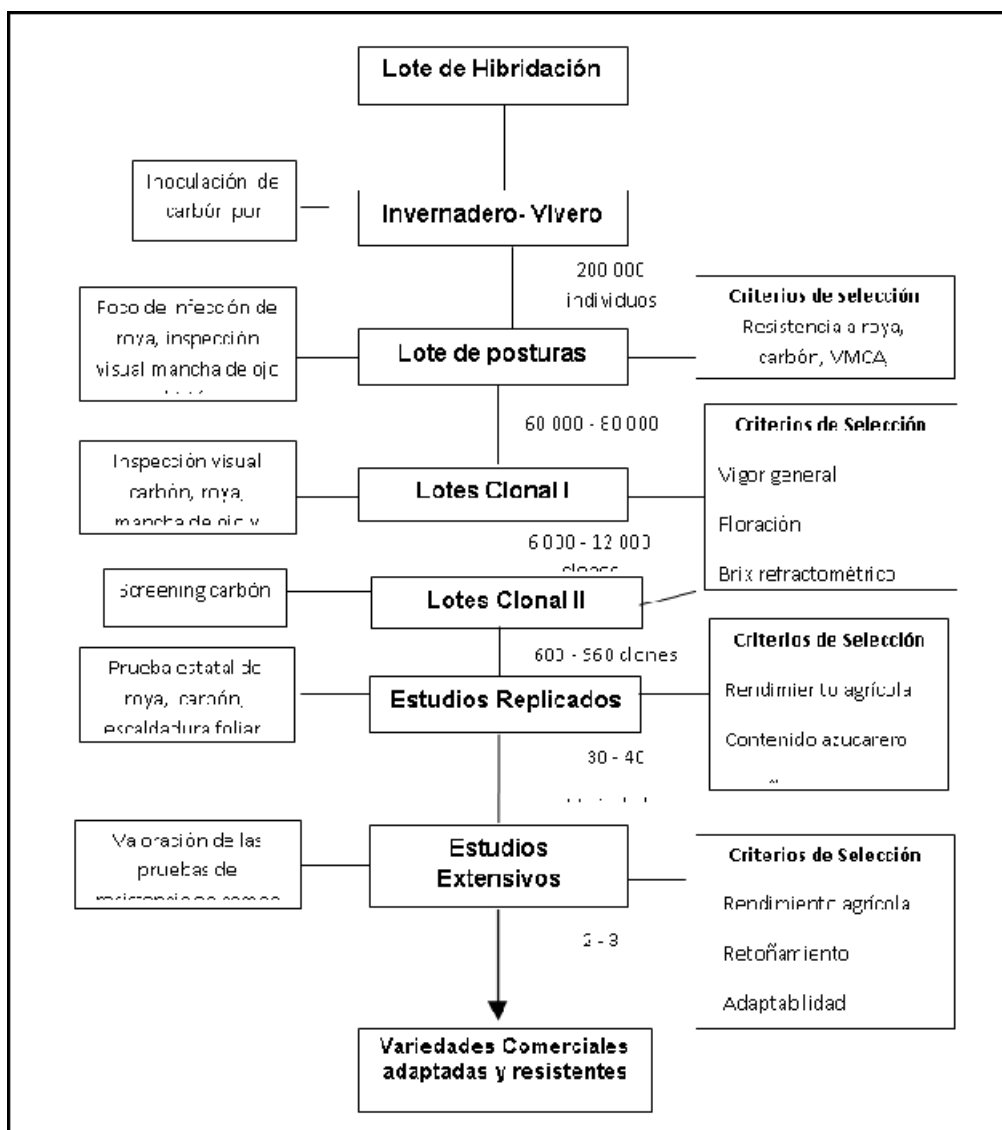 Lote de Hibridación
Inoculación de
carbón por
Invernadero- Vivero
200 000
individuos
Foco de infección de
roya, inspección
visual mancha de ojo
Lote de posturas
Criterios de selección
Resistencia a roya,
carbón, VMCA,
60 000 - 80 000
Inspección visual
carbón, roya,
mancha de ojo y
Lotes Clonal I
Criterios de Selección
Vigor general
Floración
Brix refractométrico
6 000 - 12 000
clones
Screening carbón
Lotes Clonal II
600 - 960 clones
Prueba estatal de
roya, carbón,
escaldadura foliar
Estudios Replicados
Criterios de Selección
Rendimiento agrícola
Contenido azucarero
30 - 40
Valoración de las
pruebas de
Estudios
Extensivos
Criterios de Selección
Rendimiento agrícola
Retoñamiento
Adaptablidad
2 - 3
Variedades Comerciales
adaptadas y resistentes